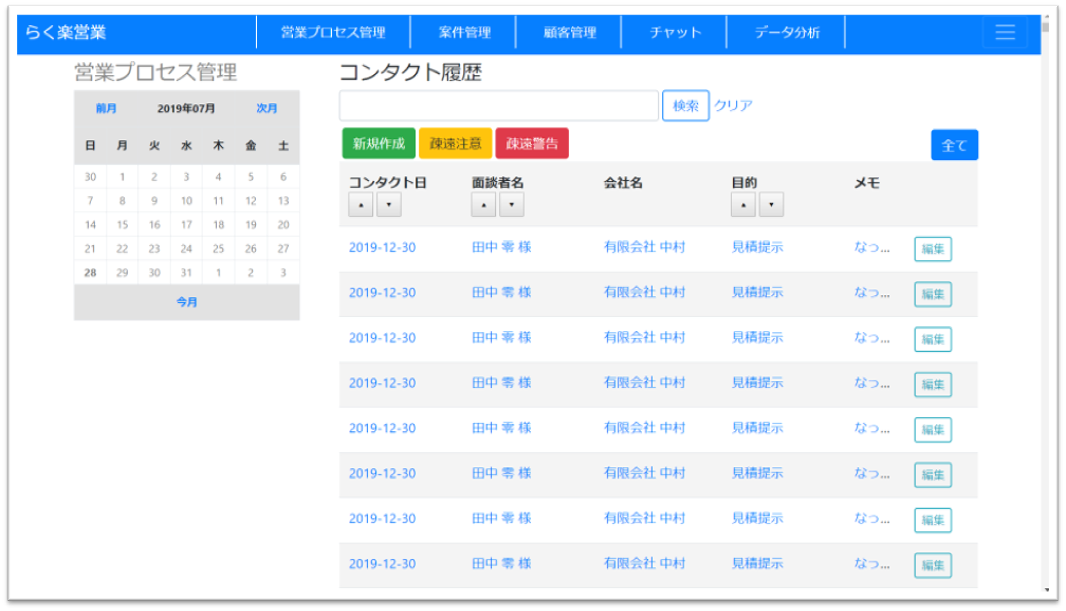 らく楽営業 営業プロセス管理 案件管理 顧客管理 チャット データ分析
営業プロセス管理
前月 2019年07月 次月
日 月 火 水 木 金 土
30 1 2 3 4 5 6
7 8 9 10 11 12 13
14 15 16 17 18 19 20
21 22 23 24 25 26 27
28 29 30 31 1 2 3
今月
コンタクト履歴
検索 クリア
新規作成 疎遠注意 疎遠警告 全て
コンタクト日 面談者名 会社名 目的 メモ
▲ ▼ ▲ ▼ ▲ ▼
2019-12-30 田中 零 様 有限会社 中村 見積提示 なっ... 編集
2019-12-30 田中 零 様 有限会社 中村 見積提示 なっ... 編集
2019-12-30 田中 零 様 有限会社 中村 見積提示 なっ... 編集
2019-12-30 田中 零 様 有限会社 中村 見積提示 なっ... 編集
2019-12-30 田中 零 様 有限会社 中村 見積提示 なっ... 編集
2019-12-30 田中 零 様 有限会社 中村 見積提示 なっ... 編集
2019-12-30 田中 零 様 有限会社 中村 見積提示 なっ... 編集
2019-12-30 田中 零 様 有限会社 中村 見積提示 なっ... 編集